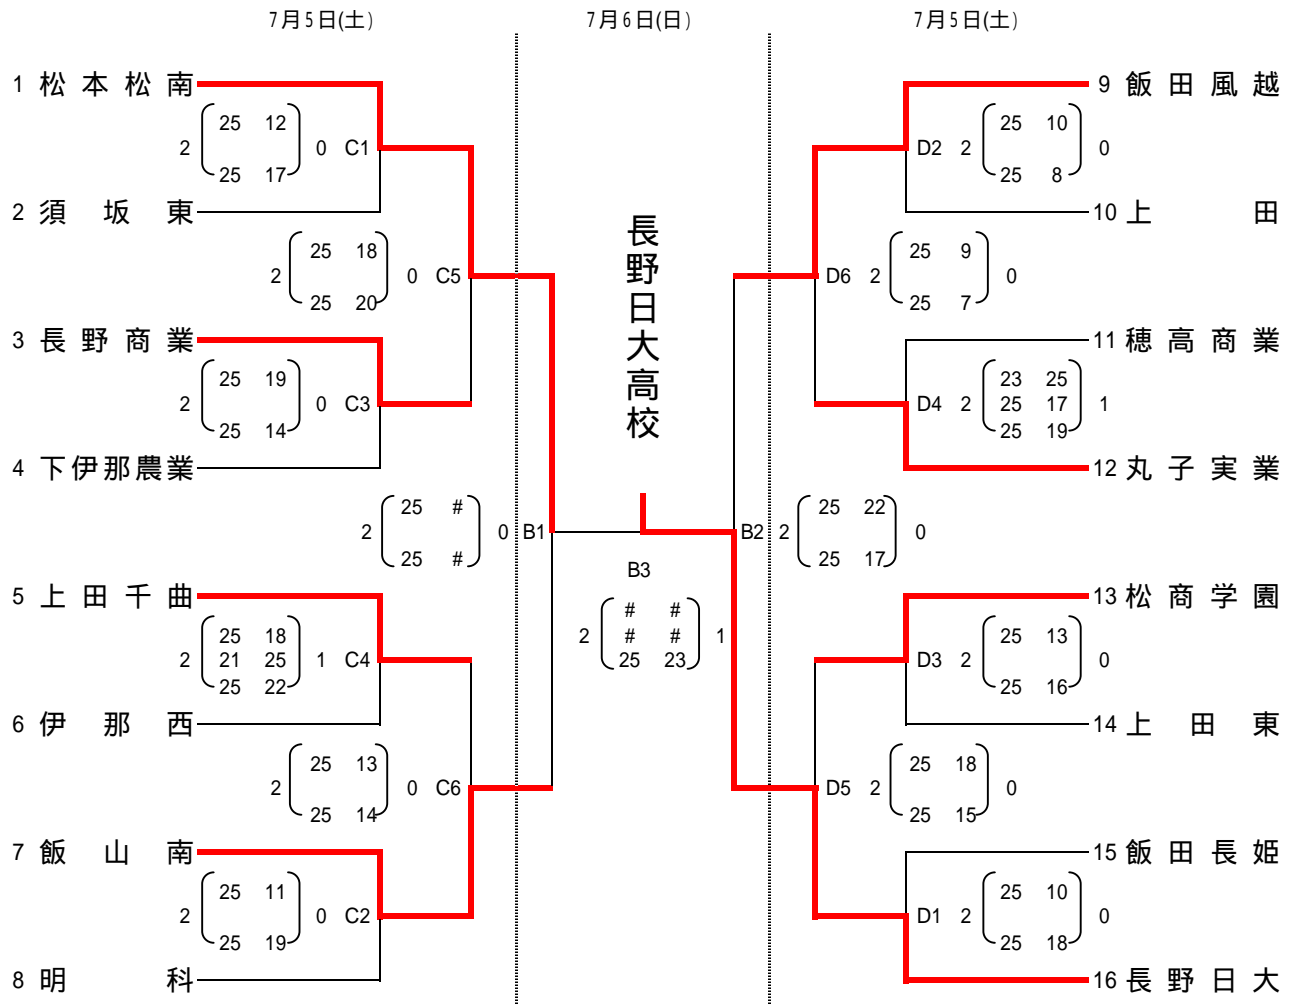 7月5日(土) 7月6日(日) 7月5日(土)
1 松本松南
25 12
2 0 C1
25 17
2 須坂東
25 18
2 0 C5
25 20
3 長野商業
25 19
2 0 C3
25 14
4 下伊那農業
25 #
2 0 B1
25 #
5 上田千曲
25 18
2 21 25 1 C4
25 22
6 伊那西
25 13
2 0 C6
25 14
7 飯山南
25 11
2 0 C2
25 19
8 明科
長野日大高校
B3
# #
2 # # 1
25 23
9 飯田風越
25 10
D2 2 0
25 8
10 上田
25 9
D6 2 0
25 7
11 穂高商業
23 25
D4 2 25 17 1
25 19
12 丸子実業
25 22
B2 2 0
25 17
13 松商学園
25 13
D3 2 0
25 16
14 上田東
25 18
D5 2 0
25 15
15 飯田長姫
25 10
D1 2 0
25 18
16 長野日大